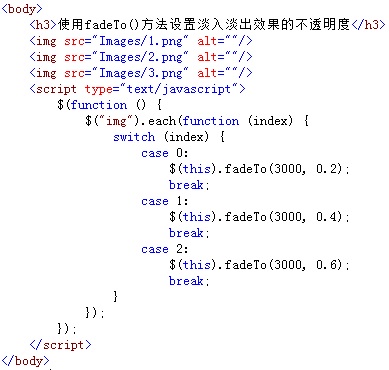 <body>
    <h3>使用fadeTo()方法设置淡入淡出效果的不透明度</h3>
    <img src="Images/1.png" alt=""/>
    <img src="Images/2.png" alt=""/>
    <img src="Images/3.png" alt=""/>
    <script type="text/javascript">
        $(function () {
            $("img").each(function (index) {
                switch (index) {
                    case 0:
                        $(this).fadeTo(3000, 0.2);
                        break;
                    case 1:
                        $(this).fadeTo(3000, 0.4);
                        break;
                    case 2:
                        $(this).fadeTo(3000, 0.6);
                        break;
                }
            });
        });
    </script>
</body>